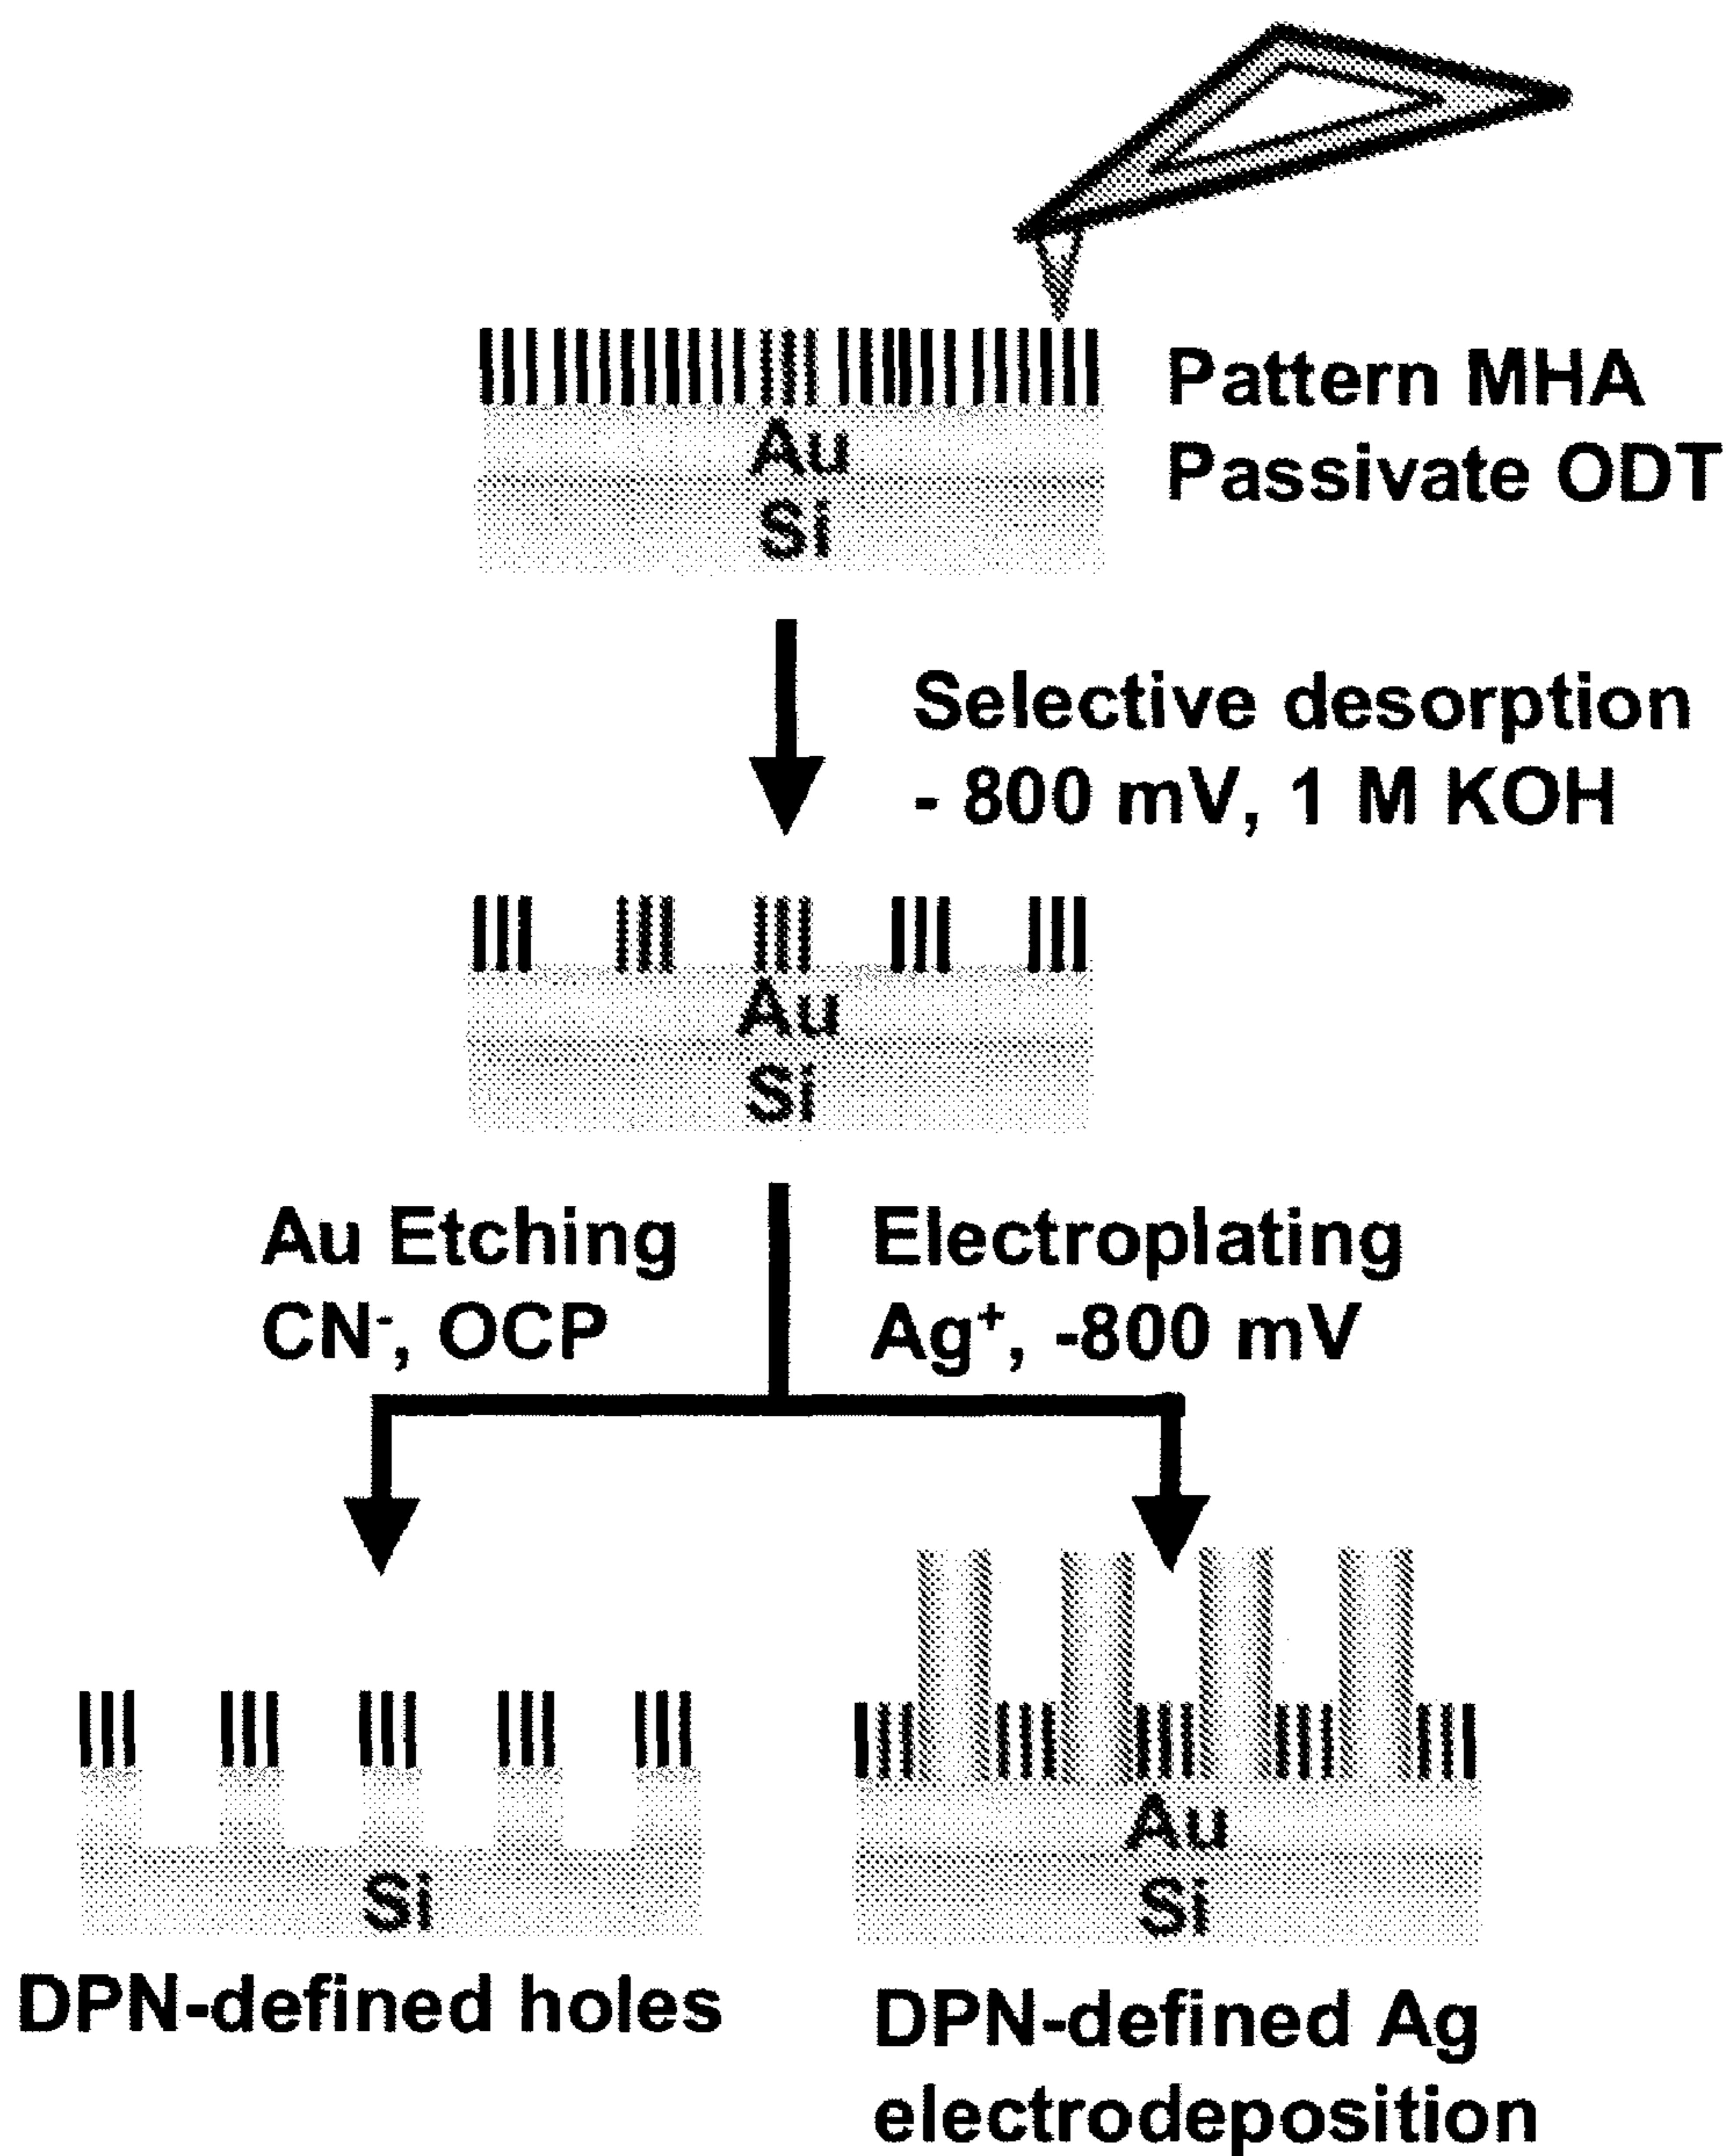 Pattern MHA
Passivate ODT
Au
Si
Selective desorption
- 800 mV, 1 M KOH
Au
Si
Au Etching
CN⁻, OCP
Electroplating
Ag⁺, -800 mV
Si
DPN-defined holes
Au
Si
DPN-defined Ag
electrodeposition